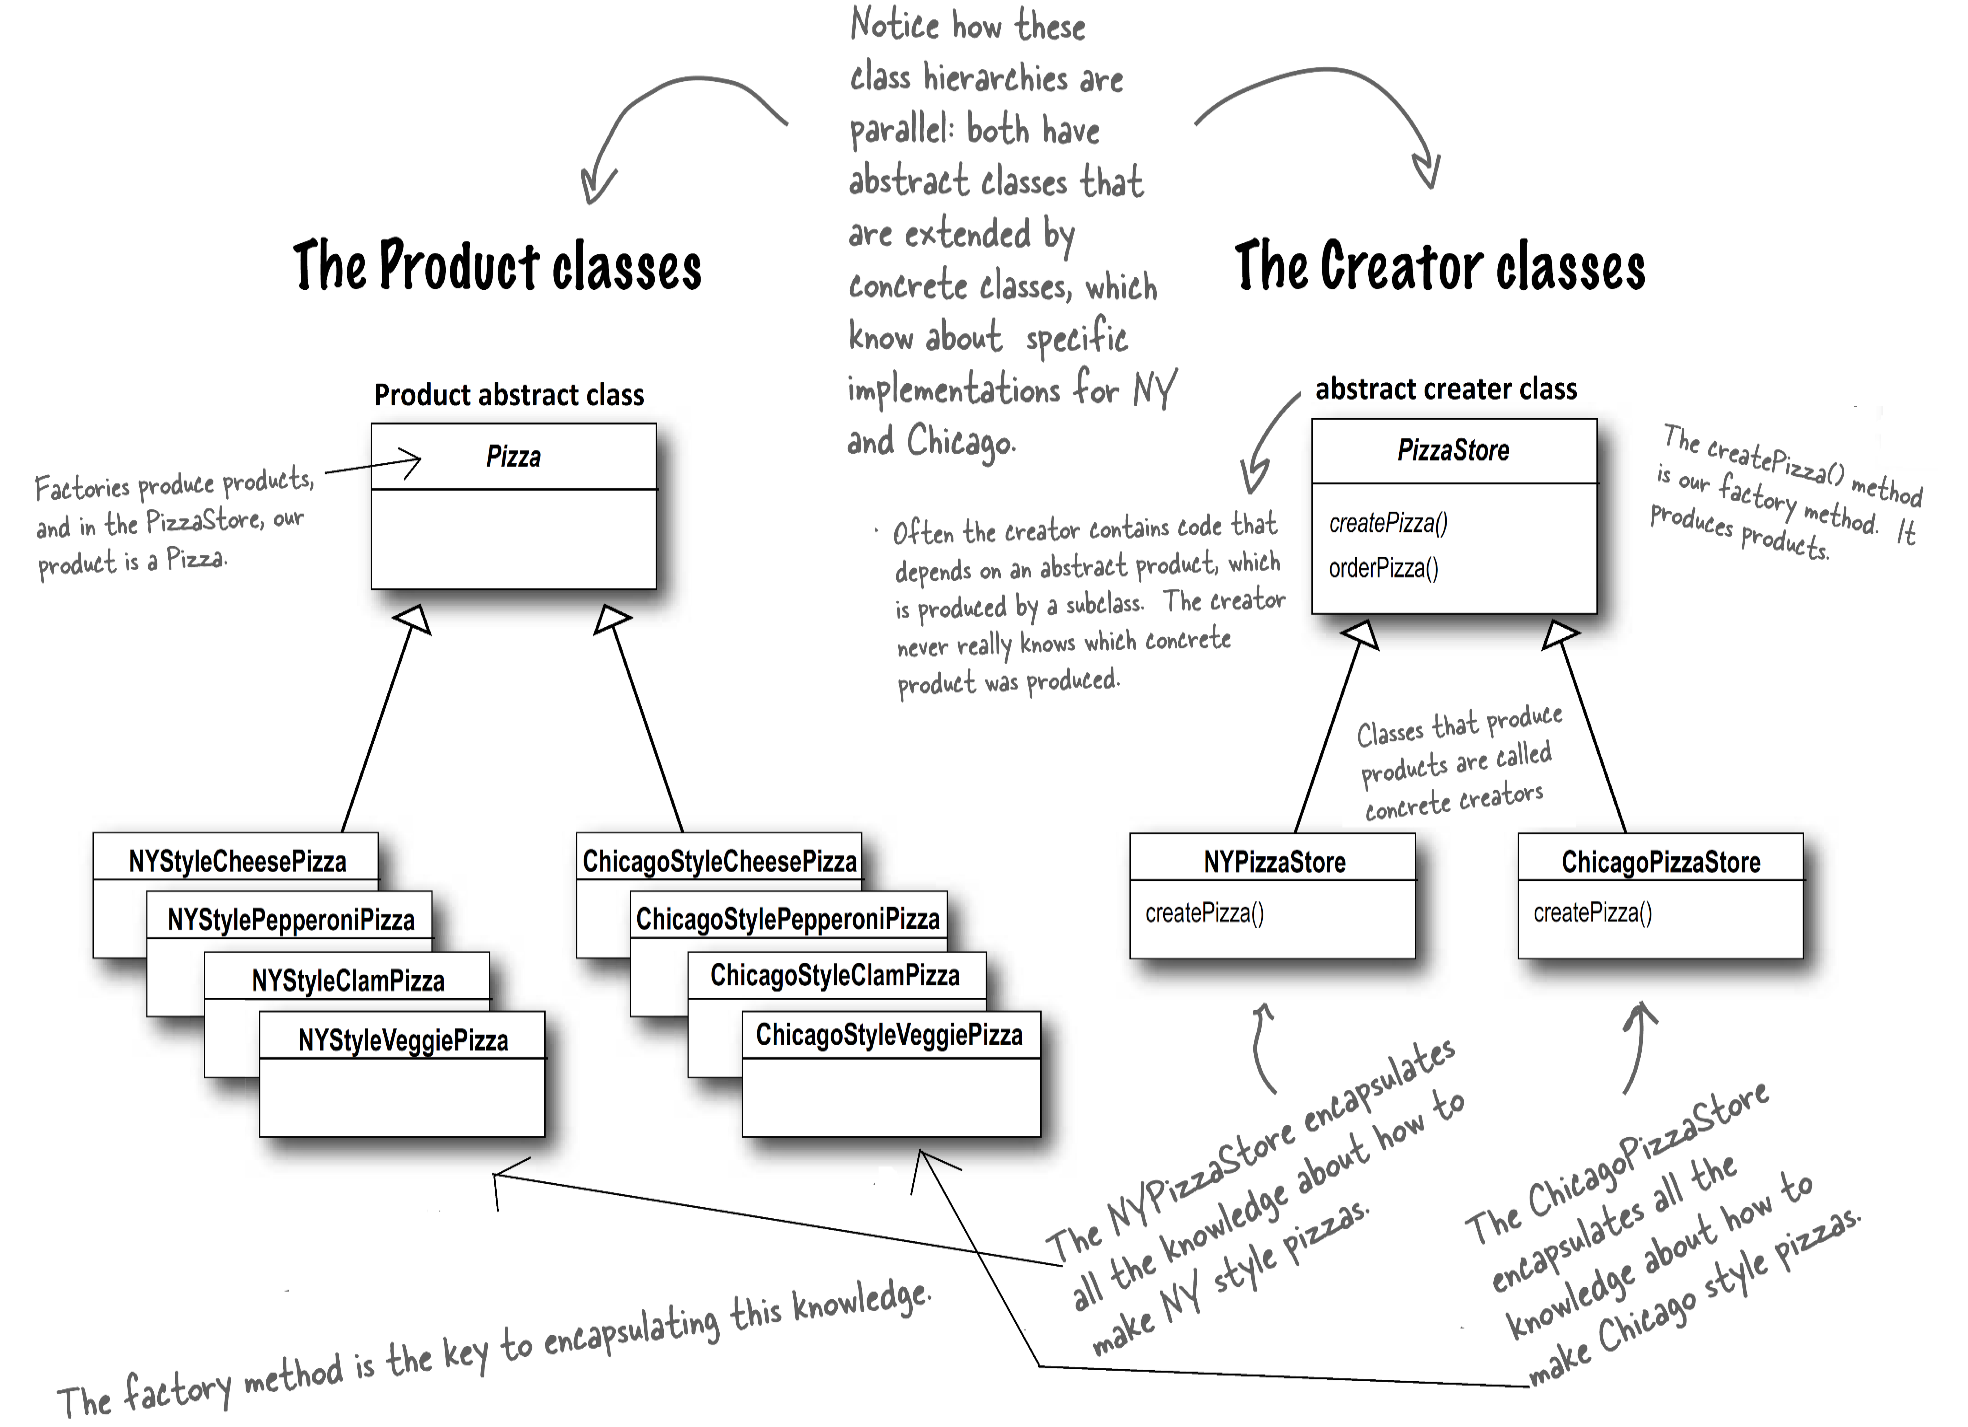 Notice how these
class hierarchies are
parallel: both have
abstract classes that
are extended by
concrete classes, which
know about specific
implementations for NY
and Chicago.
The Product classes
The Creator classes
Product abstract class
Pizza
Factories produce products,
and in the PizzaStore, our
product is a Pizza.
abstract creater class
PizzaStore
createPizza()
orderPizza()
The createPizza() method
is our factory method. It
produces products.
Often the creator contains code that
depends on an abstract product, which
is produced by a subclass. The creator
never really knows which concrete
product was produced.
Classes that produce
products are called
concrete creators
NYStyleCheesePizza
NYStylePepperoniPizza
NYStyleClamPizza
NYStyleVeggiePizza
ChicagoStyleCheesePizza
ChicagoStylePepperoniPizza
ChicagoStyleClamPizza
ChicagoStyleVeggiePizza
NYPizzaStore
createPizza()
ChicagoPizzaStore
createPizza()
The NYPizzaStore encapsulates
all the knowledge about how to
make NY style pizzas.
The ChicagoPizzaStore
encapsulates all the
knowledge about how to
make Chicago style pizzas.
The factory method is the key to encapsulating this knowledge.